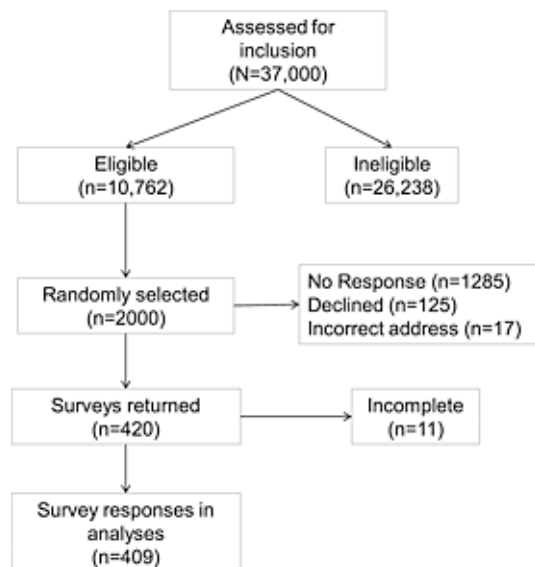 Assessed for
inclusion
(N=37,000)
Eligible
(n=10,762)
Ineligible
(n=26,238)
Randomly selected
(n=2000)
No Response (n=1285)
Declined (n=125)
Incorrect address (n=17)
Surveys returned
(n=420)
Incomplete
(n=11)
Survey responses in
analyses
(n=409)